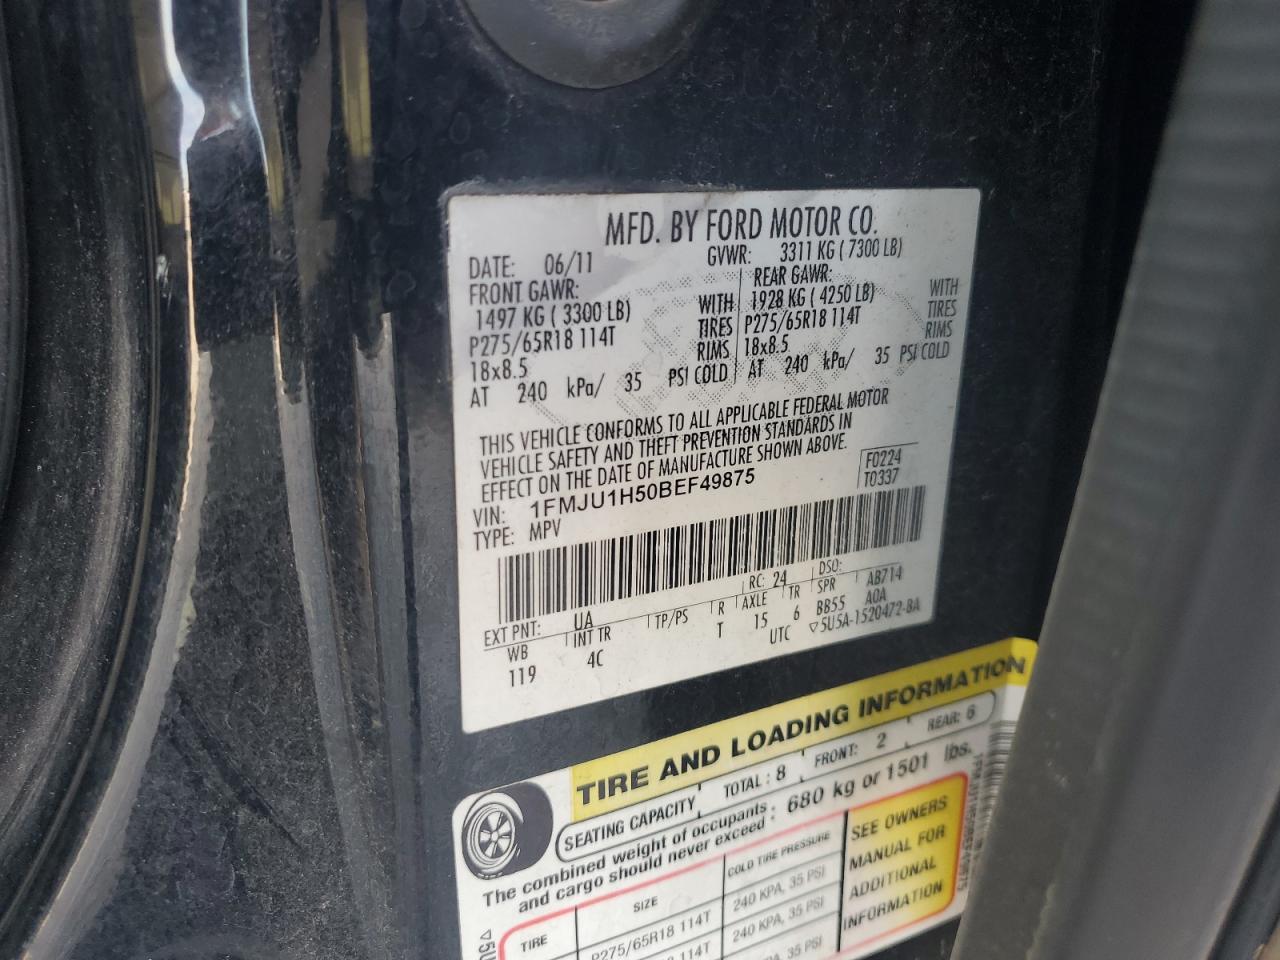 MFD. BY FORD MOTOR CO.
DATE: 06/11 GVWR: 3311 KG ( 7300 LB)
FRONT GAWR: REAR GAWR:
1497 KG ( 3300 LB) WITH 1928 KG ( 4250 LB) WITH
P275/65R18 114T TIRES P275/65R18 114T TIRES
18x8.5 RIMS 18x8.5 RIMS
AT 240 kPa/ 35 PSI COLD AT 240 kPa/ 35 PSI COLD
THIS VEHICLE CONFORMS TO ALL APPLICABLE FEDERAL MOTOR
VEHICLE SAFETY AND THEFT PREVENTION STANDARDS IN
EFFECT ON THE DATE OF MANUFACTURE SHOWN ABOVE.
F0224
VIN: 1FMJU1H50BEF49875 T0337
TYPE: MPV
RC: 24 DSO:
EXT PNT: UA AB714
WB INT TR TP/PS R AXLE TR SPR A0A
119 4C T 15 6 BB55
UTC ▽5U5A-1520472-BA
TIRE AND LOADING INFORMATION
SEATING CAPACITY TOTAL : 8 FRONT: 2 REAR: 6
The combined weight of occupants and cargo should never exceed : 680 kg or 1501 lbs.
TIRE SIZE COLD TIRE PRESSURE
P275/65R18 114T 240 KPA, 35 PSI
114T 240 KPA, 35 PSI
35 PSI
SEE OWNERS
MANUAL FOR
ADDITIONAL
INFORMATION
▽5U